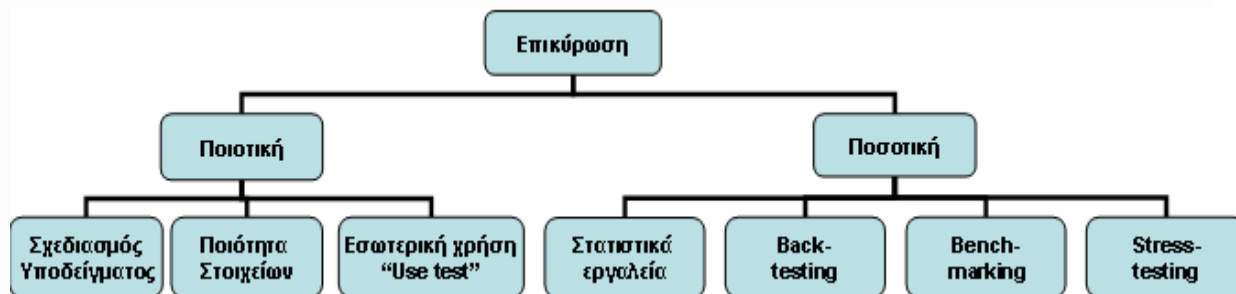 Επικύρωση
Ποιοτική
Ποσοτική
Σχεδιασμός
Υποδείγματος
Ποιότητα
Στοιχείων
Εσωτερική χρήση
“Use test”
Στατιστικά
εργαλεία
Back-
testing
Bench-
marking
Stress-
testing